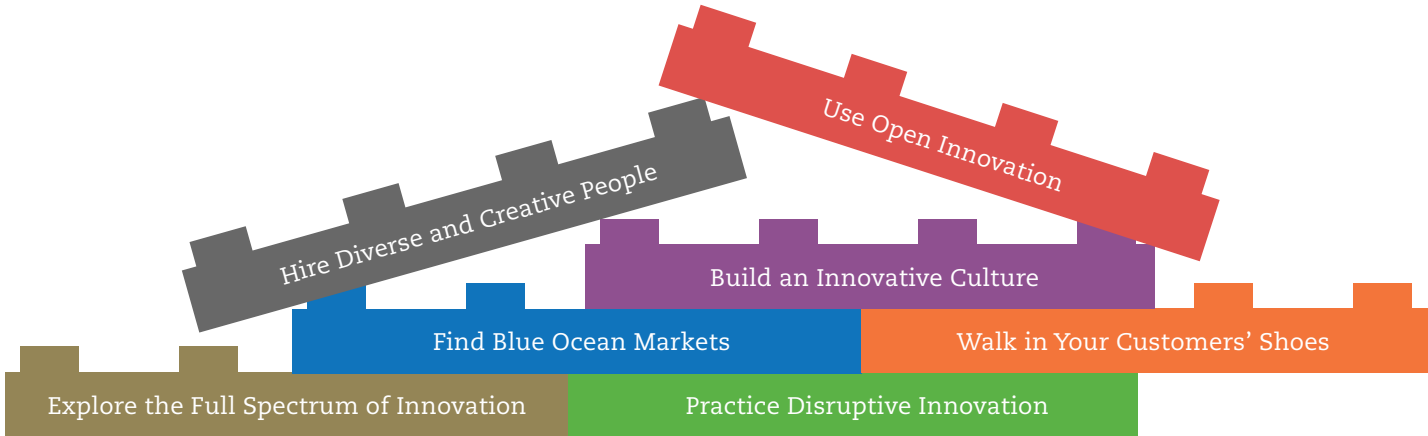 Use Open Innovation
Hire Diverse and Creative People
Build an Innovative Culture
Find Blue Ocean Markets
Walk in Your Customers’ Shoes
Explore the Full Spectrum of Innovation
Practice Disruptive Innovation